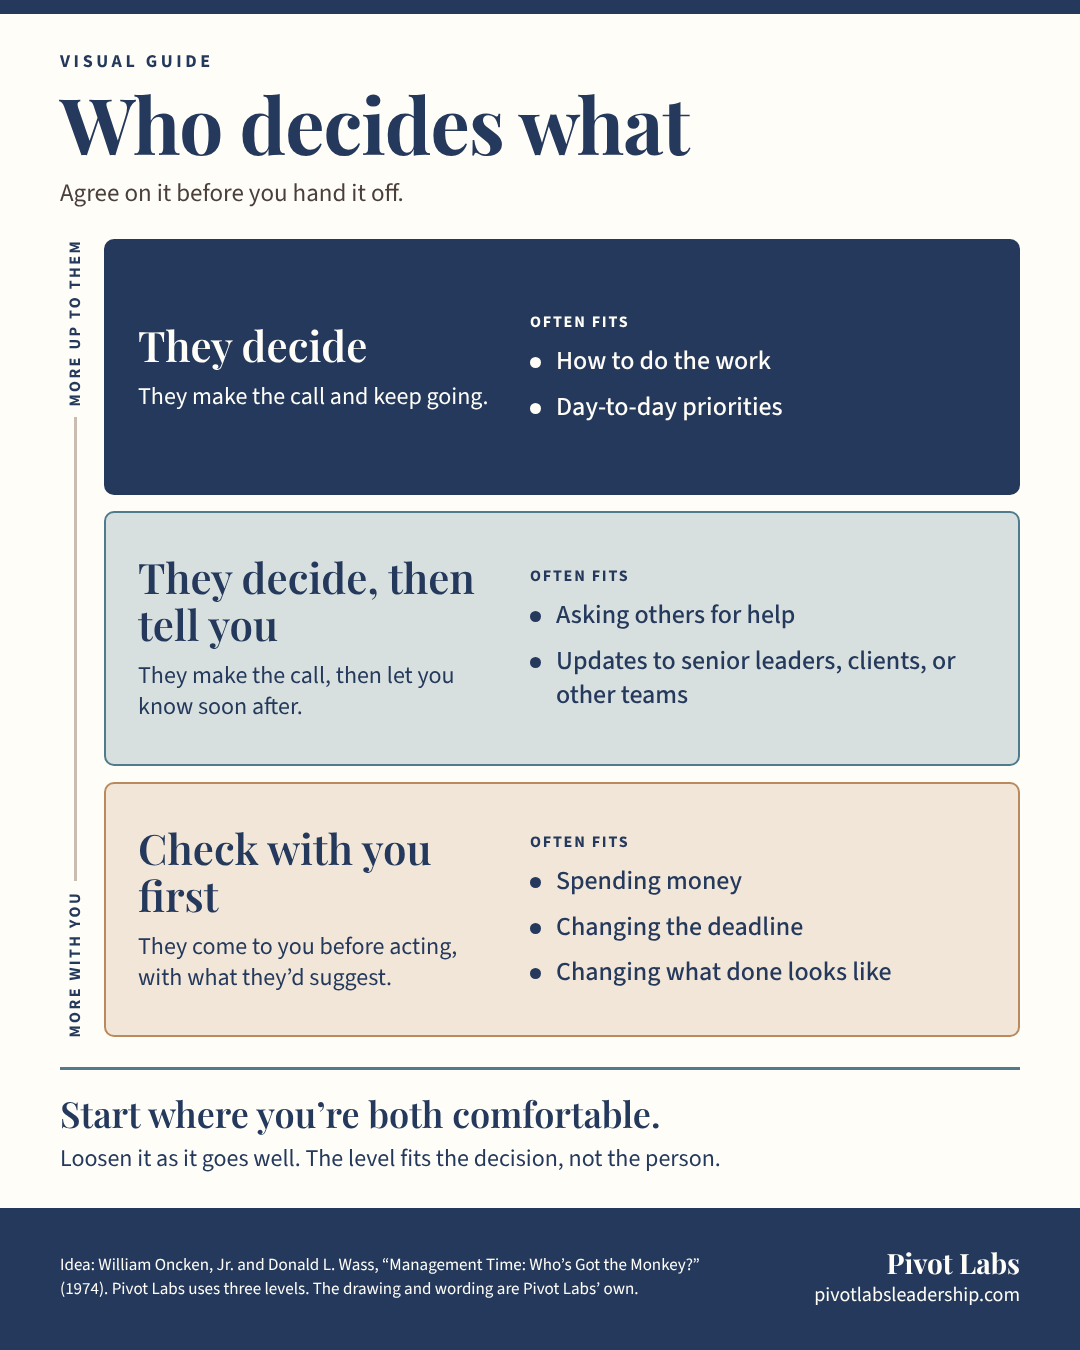 VISUAL GUIDE
Who decides what
Agree on it before you hand it off.
MORE UP TO THEM
They decide
They make the call and keep going.
OFTEN FITS
How to do the work
Day-to-day priorities
They decide, then
tell you
They make the call, then let you
know soon after.
OFTEN FITS
Asking others for help
Updates to senior leaders, clients, or
other teams
MORE WITH YOU
Check with you
first
They come to you before acting,
with what they’d suggest.
OFTEN FITS
Spending money
Changing the deadline
Changing what done looks like
Start where you’re both comfortable.
Loosen it as it goes well. The level fits the decision, not the person.
Idea: William Oncken, Jr. and Donald L. Wass, “Management Time: Who’s Got the Monkey?”
(1974). Pivot Labs uses three levels. The drawing and wording are Pivot Labs’ own.
Pivot Labs
pivotlabsleadership.com